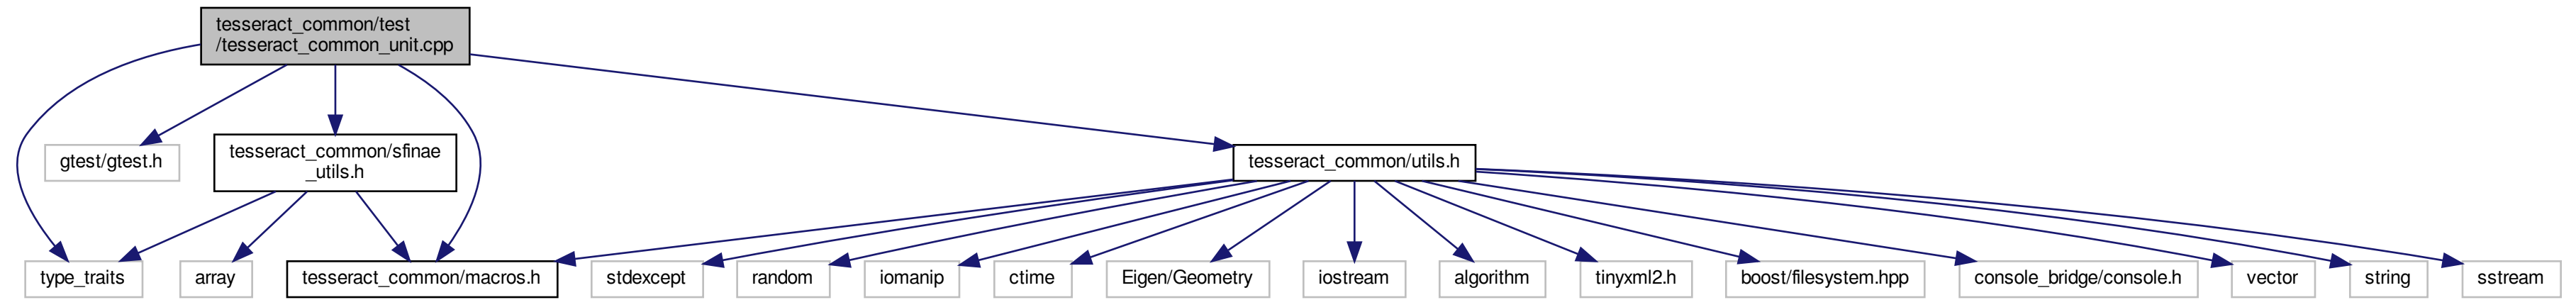 tesseract_common/test
/tesseract_common_unit.cpp
gtest/gtest.h
tesseract_common/sfinae
_utils.h
tesseract_common/utils.h
type_traits
array
tesseract_common/macros.h
stdexcept
random
iomanip
ctime
Eigen/Geometry
iostream
algorithm
tinyxml2.h
boost/filesystem.hpp
console_bridge/console.h
vector
string
sstream